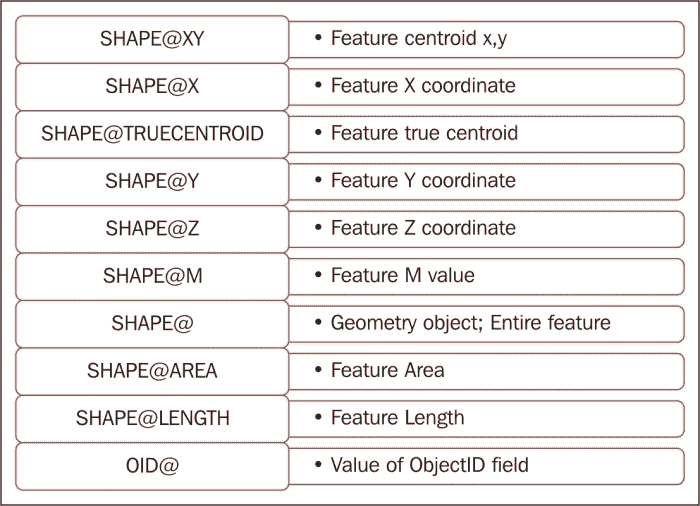 SHAPE@XY • Feature centroid x,y
SHAPE@X • Feature X coordinate
SHAPE@TRUECENTROID • Feature true centroid
SHAPE@Y • Feature Y coordinate
SHAPE@Z • Feature Z coordinate
SHAPE@M • Feature M value
SHAPE@ • Geometry object; Entire feature
SHAPE@AREA • Feature Area
SHAPE@LENGTH • Feature Length
OID@ • Value of ObjectID field